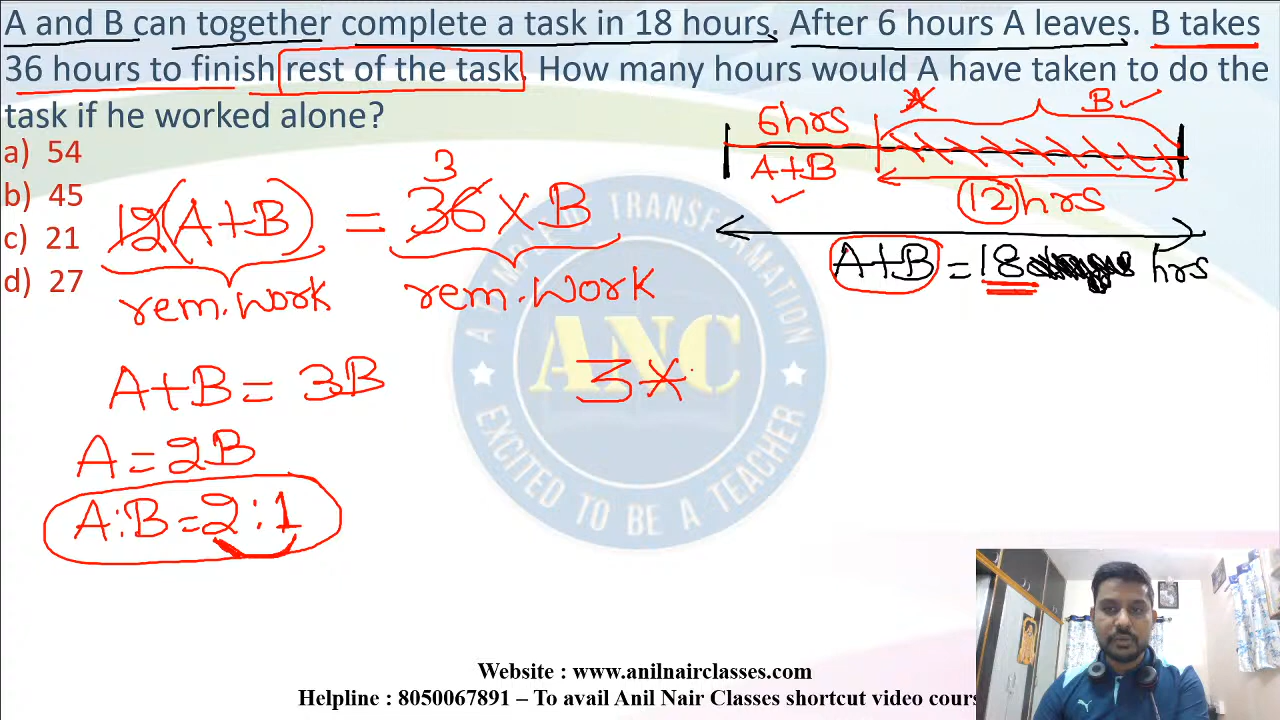 A and B can together complete a task in 18 hours. After 6 hours A leaves. B takes
36 hours to finish rest of the task. How many hours would A have taken to do the
task if he worked alone?
a) 54
b) 45
c) 21
d) 27
6hrs
A
B
A+B
12 hrs
A+B = 18 hrs
3
12(A+B) = 36 × B
rem. work
rem. work
A+B = 3B
A = 2B
A:B = 2:1
3×
A TEMPLE OF TRANSFORMATION
ANC
EXCITED TO BE A TEACHER
Website : www.anilnairclasses.com
Helpline : 8050067891 – To avail Anil Nair Classes shortcut video cours